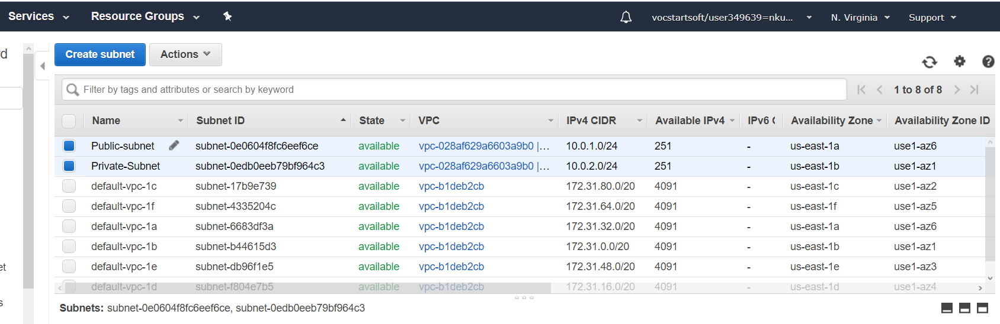 Services Resource Groups vocstartsoft/user349639=nku... N. Virginia Support
rd
Create subnet Actions
Filter by tags and attributes or search by keyword 1 to 8 of 8
Name Subnet ID State VPC IPv4 CIDR Available IPv4 IPv6 C Availability Zone Availability Zone ID
Public-subnet subnet-0e0604f8fc6eef6ce available vpc-028af629a6603a9b0 |... 10.0.1.0/24 251 - us-east-1a use1-az6
Private-Subnet subnet-0edb0eeb79bf964c3 available vpc-028af629a6603a9b0 |... 10.0.2.0/24 251 - us-east-1b use1-az1
default-vpc-1c subnet-17b9e739 available vpc-b1deb2cb 172.31.80.0/20 4091 - us-east-1c use1-az2
default-vpc-1f subnet-4335204c available vpc-b1deb2cb 172.31.64.0/20 4091 - us-east-1f use1-az5
default-vpc-1a subnet-6683df3a available vpc-b1deb2cb 172.31.32.0/20 4091 - us-east-1a use1-az6
default-vpc-1b subnet-b44615d3 available vpc-b1deb2cb 172.31.0.0/20 4091 - us-east-1b use1-az1
default-vpc-1e subnet-db96f1e5 available vpc-b1deb2cb 172.31.48.0/20 4091 - us-east-1e use1-az3
et
default-vpc-1d subnet-f804e7b5 available vpc-b1deb2cb 172.31.16.0/20 4091 - us-east-1d use1-az4
s
Subnets: subnet-0e0604f8fc6eef6ce, subnet-0edb0eeb79bf964c3